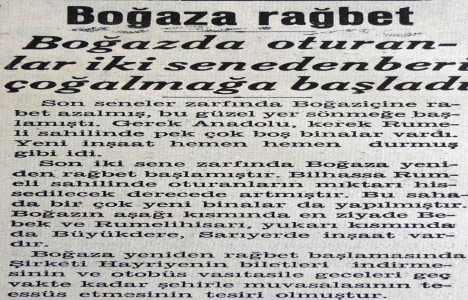 Boğaza rağbet
Boğazda oturan-
lar iki senedenberi
çoğalmağa başladı
Son seneler zarfında Boğaziçine ra-
bet azalmış, bu güzel yer sönmeğe baş-
lamıştı. Gerek Anadolu, kerek Rume-
li sahilinde pek çok boş binalar vardı.
Yeni inşaat hemen hemen durmuş
gibi idi.
Som iki sene zarfında Boğaza yeni-
den rağbet başlamıştır. Bilhassa Rum-
eli sahilinde oturanların miktarı his-
sedilecek derecede artmıştır. Bu saha-
da bir çok yeni binalar da yapılmıştır.
Boğazın aşağı kısmında en ziyade Be-
bek ve Rumelihisarı, yukarı kısmında
da Büyükdere, Sarıyerde inşaat var-
dır.
Boğaza yeniden rağbet başlamasında
Şirketi Hayriyenin biletleri indirme-
sinin ve otobüs vasıtasile geceleri geç
vakte kadar şehirle muvasalasının te-
essüs etmesinin tesiri olmuştur.